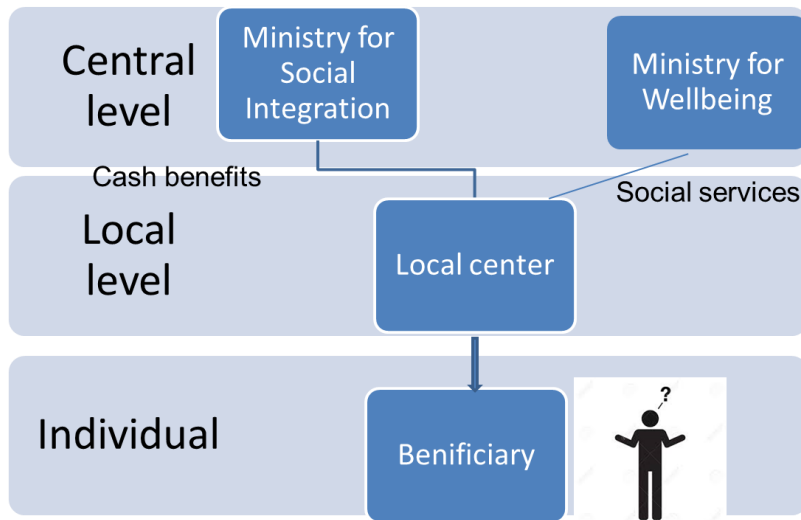 Central
level
Ministry for
Social
Integration
Ministry for
Wellbeing
Cash benefits
Social services
Local
level
Local center
Individual
Benificiary
?